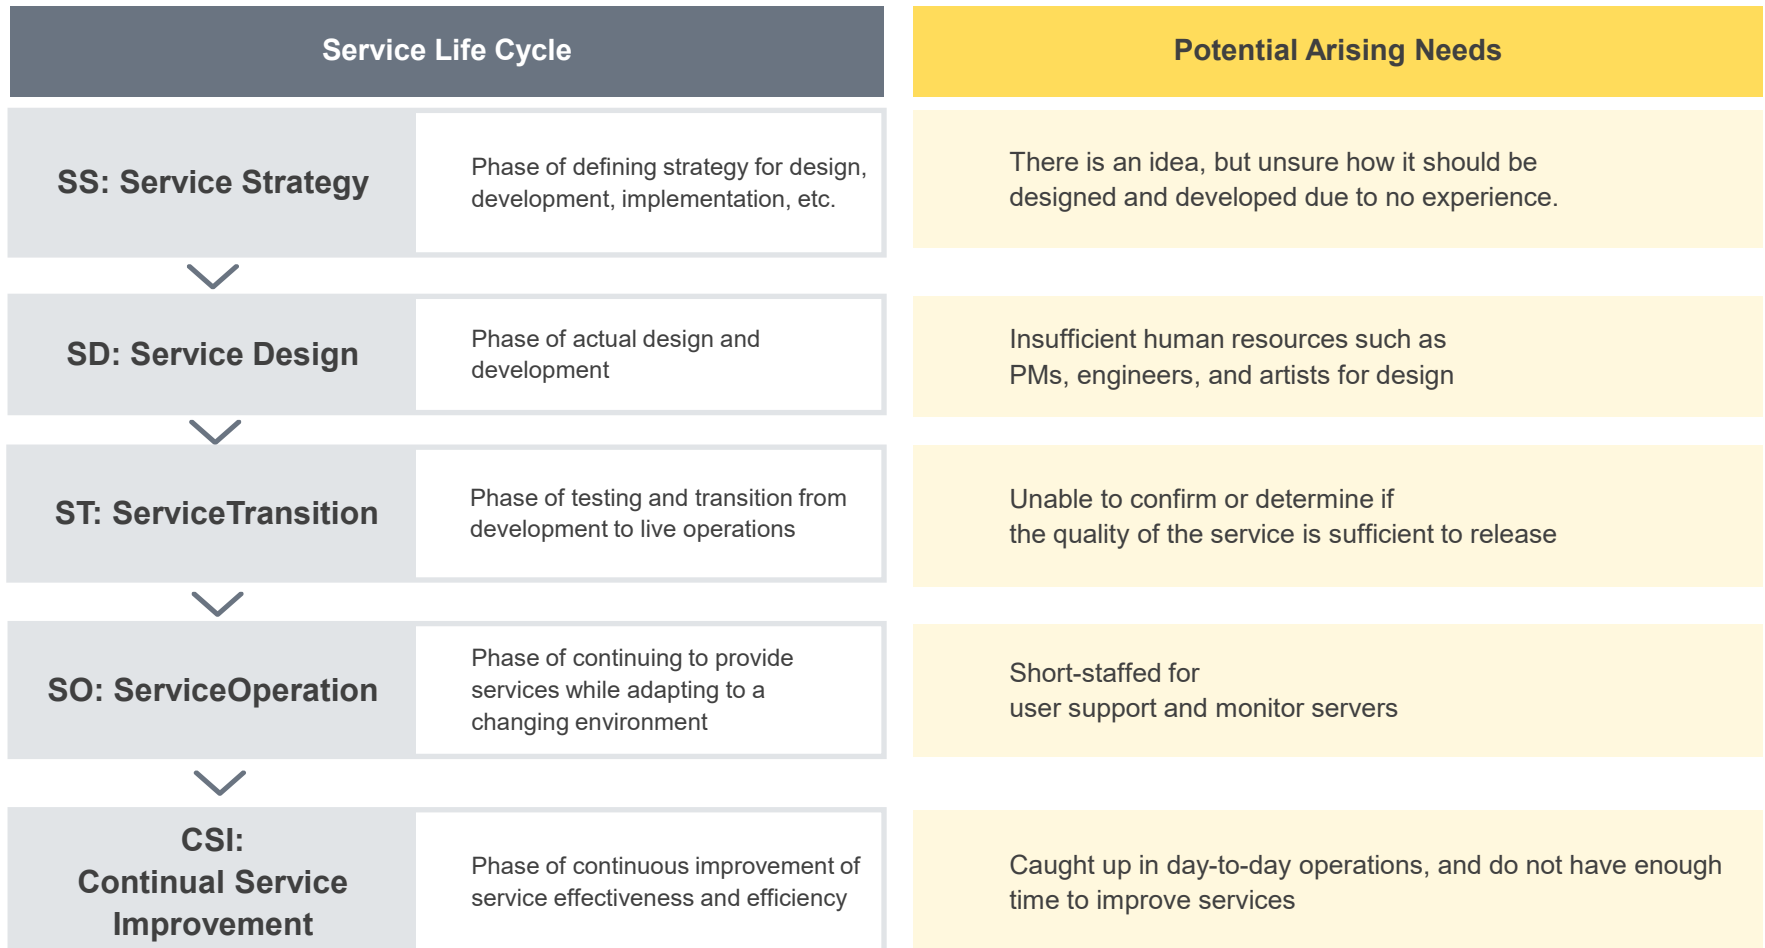 Service Life Cycle
Potential Arising Needs
SS: Service Strategy
Phase of defining strategy for design,
development, implementation, etc.
There is an idea, but unsure how it should be
designed and developed due to no experience.
SD: Service Design
Phase of actual design and
development
Insufficient human resources such as
PMs, engineers, and artists for design
ST: ServiceTransition
Phase of testing and transition from
development to live operations
Unable to confirm or determine if
the quality of the service is sufficient to release
SO: ServiceOperation
Phase of continuing to provide
services while adapting to a
changing environment
Short-staffed for
user support and monitor servers
CSI:
Continual Service
Improvement
Phase of continuous improvement of
service effectiveness and efficiency
Caught up in day-to-day operations, and do not have enough
time to improve services